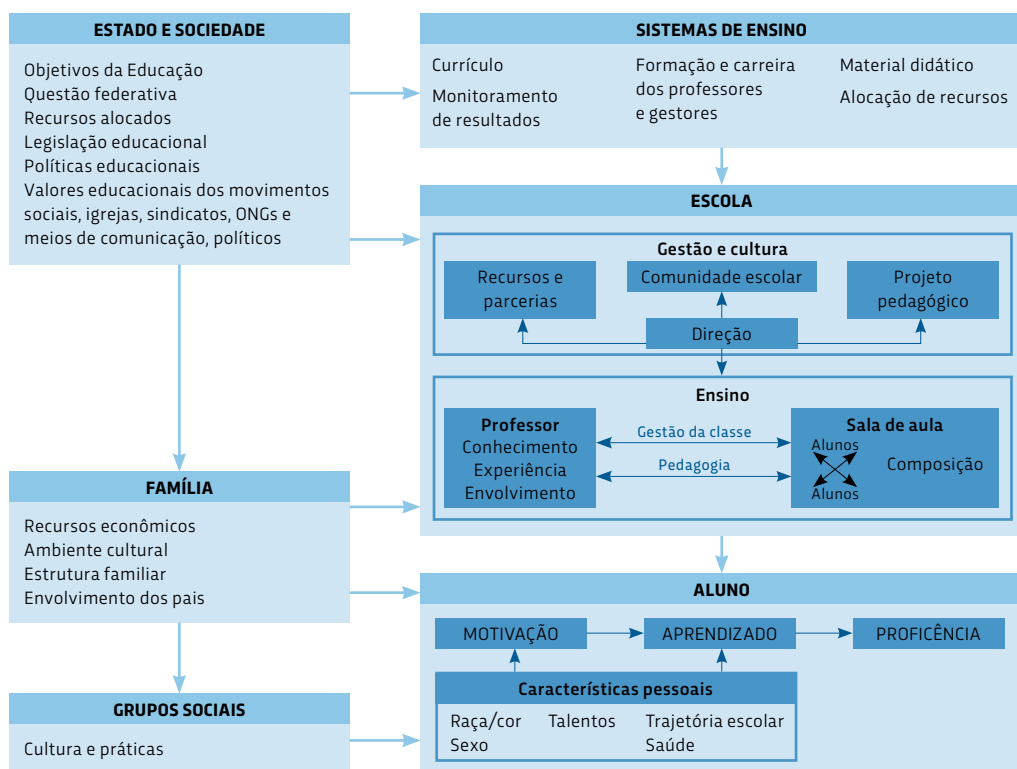 ESTADO E SOCIEDADE
Objetivos da Educação
Questão federativa
Recursos alocados
Legislação educacional
Políticas educacionais
Valores educacionais dos movimentos
sociais, igrejas, sindicatos, ONGs e
meios de comunicação, políticos
SISTEMAS DE ENSINO
Currículo
Monitoramento
de resultados
Formação e carreira
dos professores
e gestores
Material didático
Alocação de recursos
ESCOLA
Gestão e cultura
Recursos e
parcerias
Comunidade escolar
Projeto
pedagógico
Direção
Ensino
Professor
Conhecimento
Experiência
Envolvimento
Gestão da classe
Pedagogia
Sala de aula
Alunos
Composição
Alunos
FAMÍLIA
Recursos econômicos
Ambiente cultural
Estrutura familiar
Envolvimento dos pais
ALUNO
MOTIVAÇÃO
APRENDIZADO
PROFICÊNCIA
Características pessoais
Raça/cor
Sexo
Talentos
Trajetória escolar
Saúde
GRUPOS SOCIAIS
Cultura e práticas